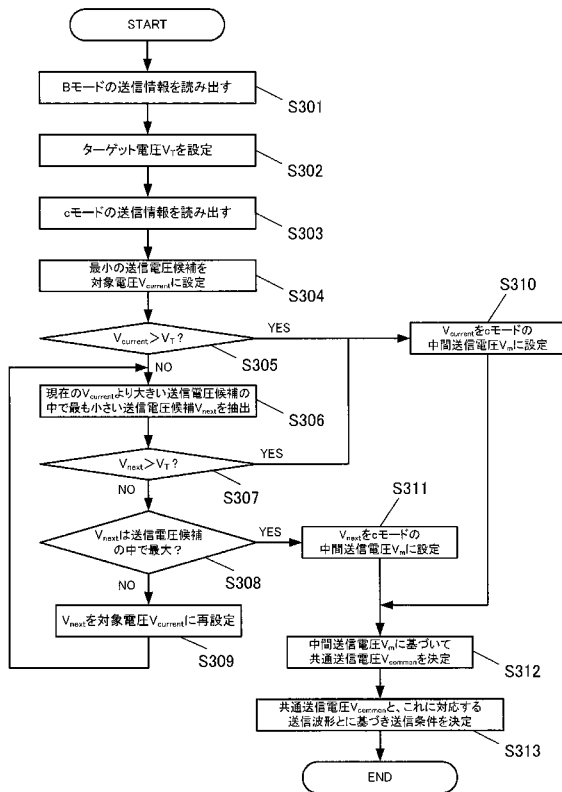 START
Bモードの送信情報を読み出す
S301
ターゲット電圧VTを設定
S302
cモードの送信情報を読み出す
S303
最小の送信電圧候補を
対象電圧Vcurrentに設定
S304
Vcurrent>VT?
YES
S305
NO
S310
Vcurrentをcモードの
中間送信電圧Vmに設定
現在のVcurrentより大きい送信電圧候補の
中で最も小さい送信電圧候補Vnextを抽出
S306
Vnext>VT?
YES
S307
NO
Vnextは送信電圧候補
の中で最大?
YES
S308
NO
S311
Vnextをcモードの
中間送信電圧Vmに設定
Vnextを対象電圧Vcurrentに再設定
S309
中間送信電圧Vmに基づいて
共通送信電圧Vcommonを決定
S312
共通送信電圧Vcommonと、これに対応する
送信波形とに基づき送信条件を決定
S313
END